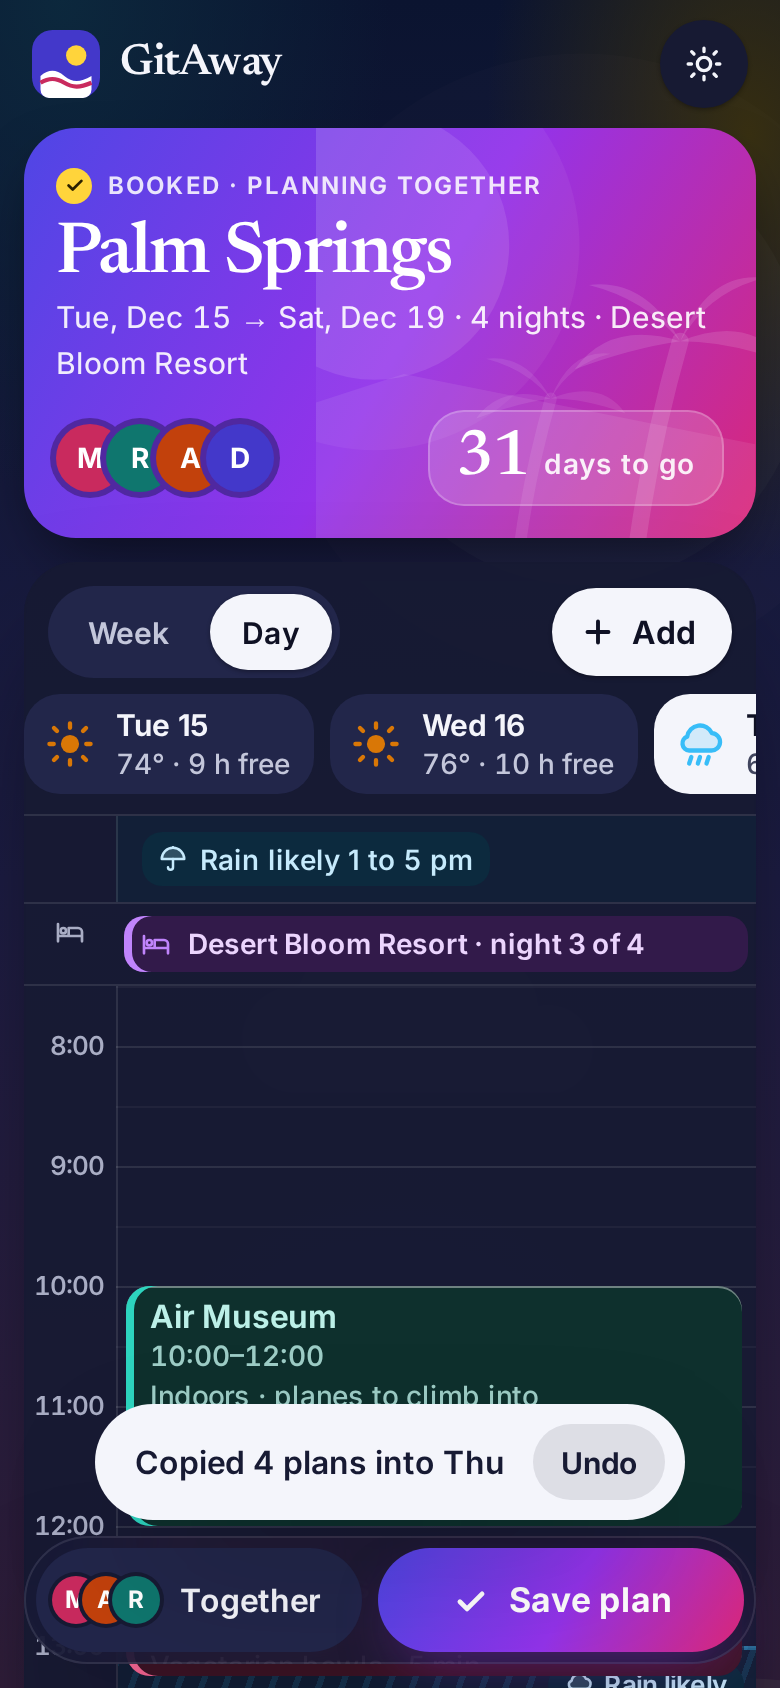 GitAway
BOOKED · PLANNING TOGETHER
Palm Springs
Tue, Dec 15 → Sat, Dec 19 · 4 nights · Desert
Bloom Resort
M R A D
31 days to go
Week Day + Add
Tue 15
74° · 9 h free
Wed 16
76° · 10 h free
Rain likely 1 to 5 pm
Desert Bloom Resort · night 3 of 4
8:00
9:00
10:00
Air Museum
10:00–12:00
Indoors · planes to climb into
11:00
Copied 4 plans into Thu Undo
12:00
M A R Together Save plan
Rain likely